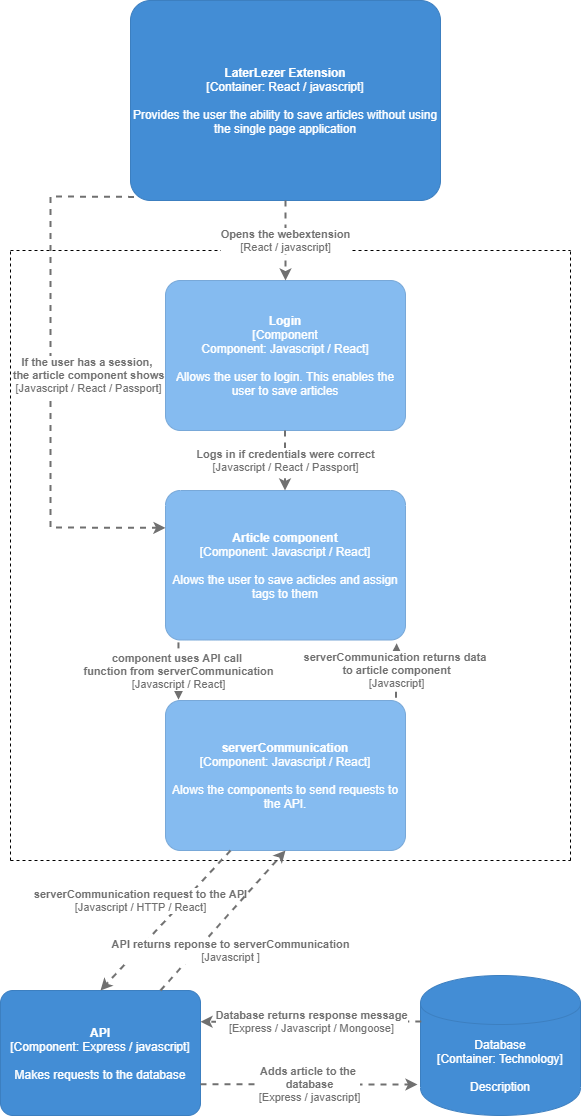 LaterLezer Extension
[Container: React / javascript]
Provides the user the ability to save articles without using
the single page application
Opens the webextension
[React / javascript]
Login
[Component
Component: Javascript / React]
Allows the user to login. This enables the
user to save articles
If the user has a session,
the article component shows
[Javascript / React / Passport]
Logs in if credentials were correct
[Javascript / React / Passport]
Article component
[Component: Javascript / React]
Alows the user to save acticles and assign
tags to them
component uses API call
function from serverCommunication
[Javascript / React]
serverCommunication returns data
to article component
[Javascript]
serverCommunication
[Component: Javascript / React]
Allows the components to send requests to
the API.
serverCommunication request to the API
[Javascript / HTTP / React]
API returns reponse to serverCommunication
[Javascript ]
API
[Component: Express / javascript]
Makes requests to the database
Database returns response message
[Express / Javascript / Mongoose]
Adds article to the
database
[Express / javascript]
Database
[Container: Technology]
Description